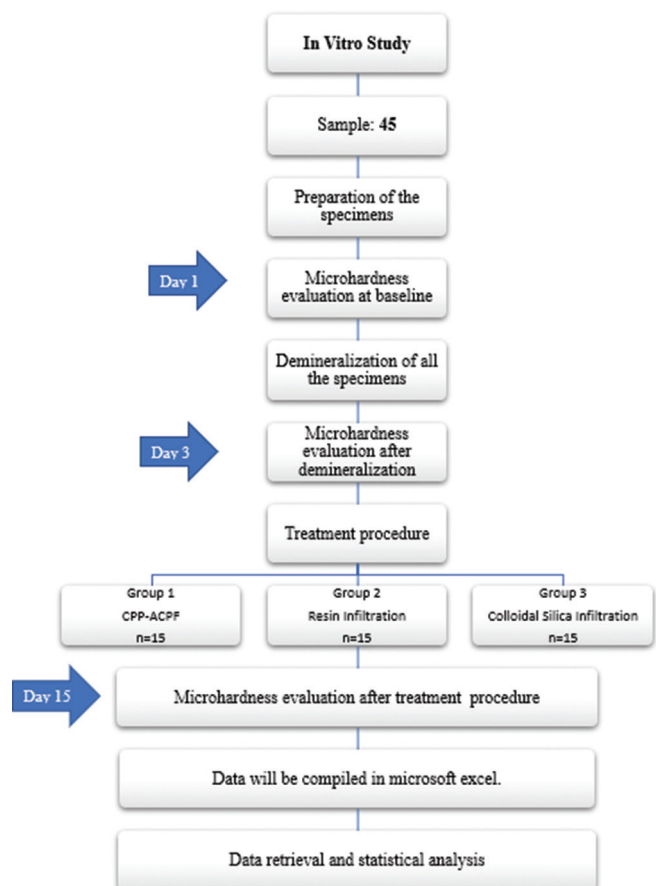 In Vitro Study
Sample: 45
Preparation of the
specimens
Day 1
Microhardness
evaluation at baseline
Demineralization of all
the specimens
Day 3
Microhardness
evaluation after
demineralization
Treatment procedure
Group 1
CPP-ACPF
n=15
Group 2
Resin Infiltration
n=15
Group 3
Colloidal Silica Infiltration
n=15
Day 15
Microhardness evaluation after treatment procedure
Data will be compiled in microsoft excel.
Data retrieval and statistical analysis